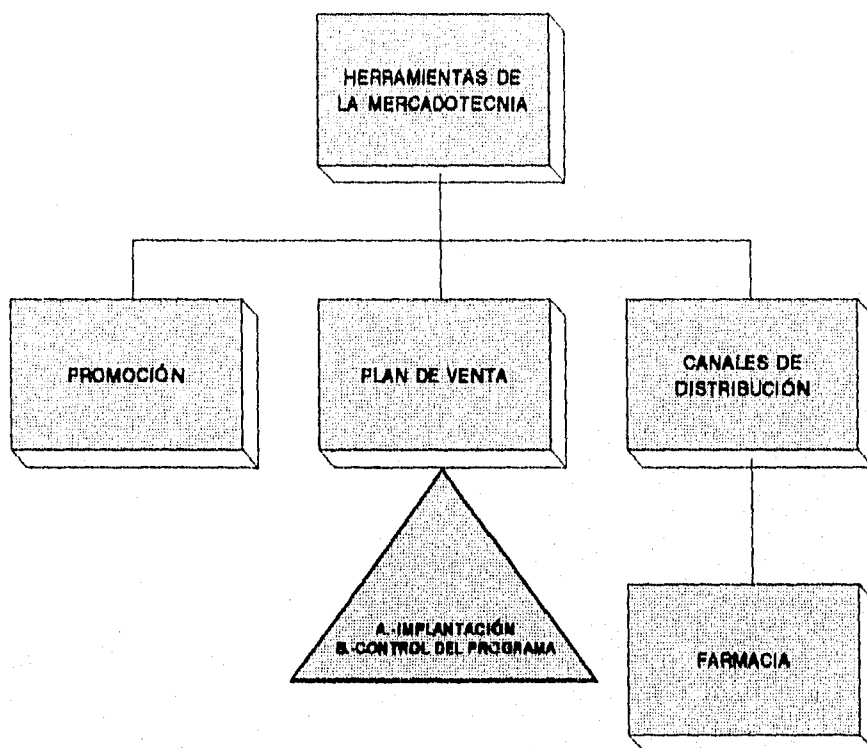 HERRAMIENTAS DE
LA MERCADOTECNIA
PROMOCIÓN
PLAN DE VENTA
CANALES DE
DISTRIBUCIÓN
A.-IMPLANTACIÓN
B.-CONTROL DEL PROGRAMA
FARMACIA